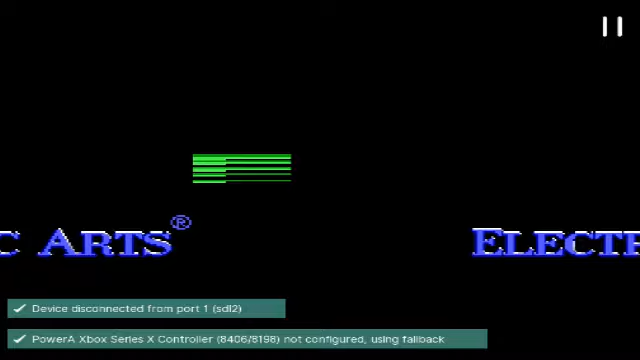 C ARTS® ELECTR
Device disconnected from port 1 (sdl2)
PowerA Xbox Series X Controller (8406/8198) not configured, using fallback